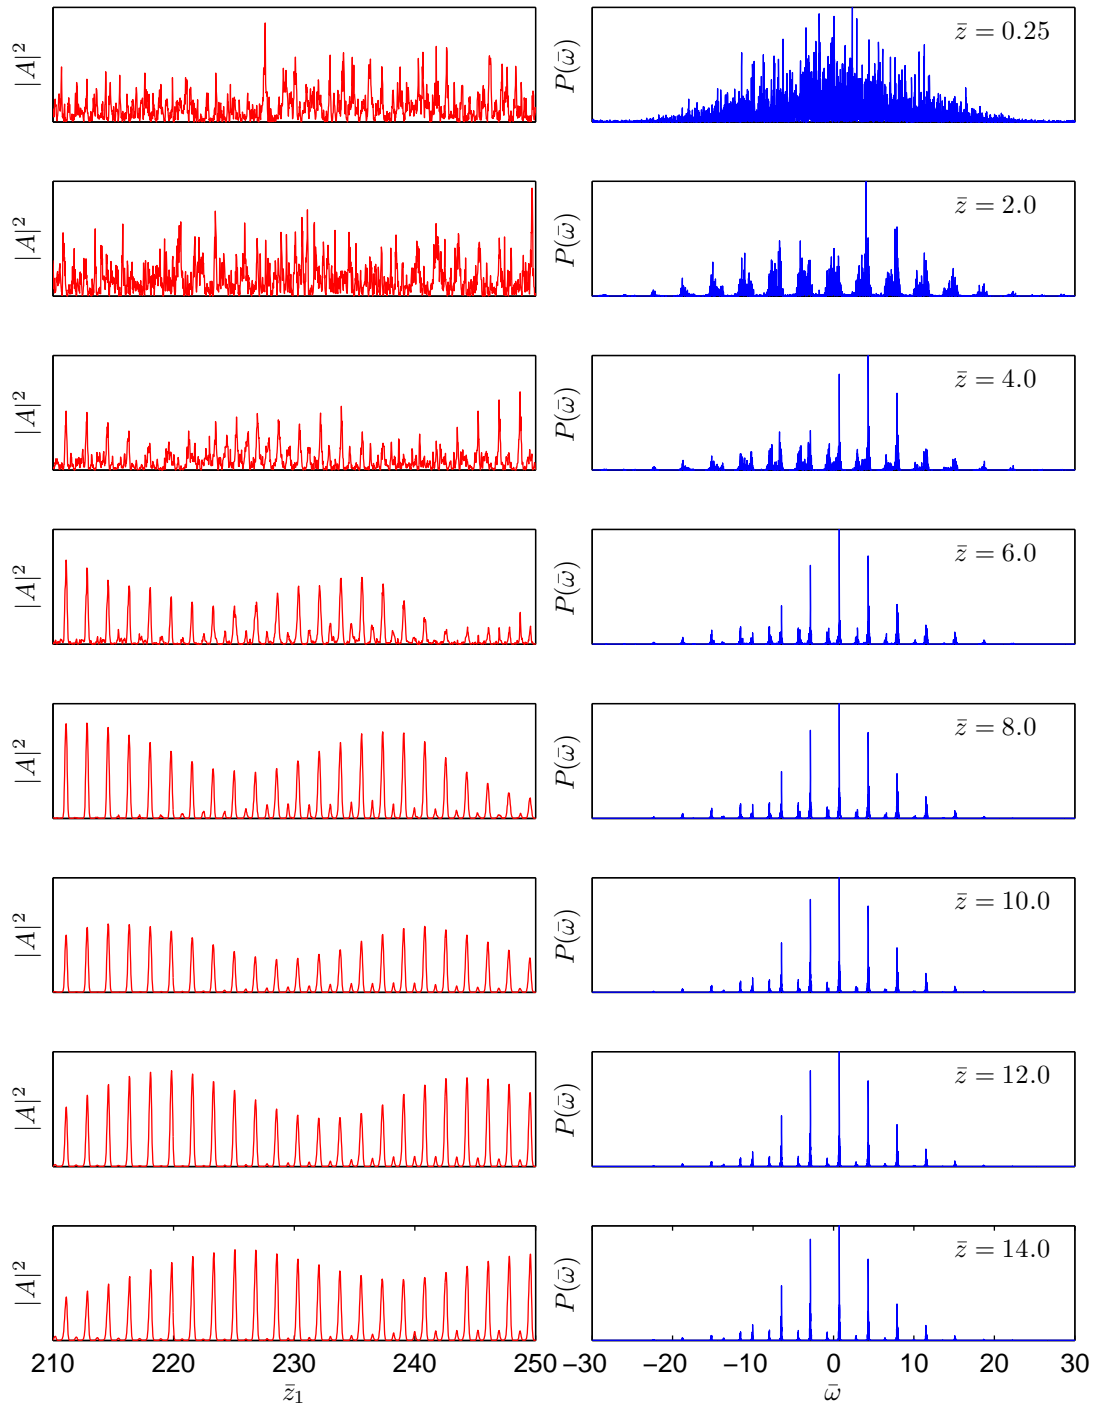 |A|²
P(ω̄)
z̄ = 0.25
|A|²
P(ω̄)
z̄ = 2.0
|A|²
P(ω̄)
z̄ = 4.0
|A|²
P(ω̄)
z̄ = 6.0
|A|²
P(ω̄)
z̄ = 8.0
|A|²
P(ω̄)
z̄ = 10.0
|A|²
P(ω̄)
z̄ = 12.0
|A|²
P(ω̄)
z̄ = 14.0
210 220 230 240 250
−30 −20 −10 0 10 20 30
z̄₁
ω̄